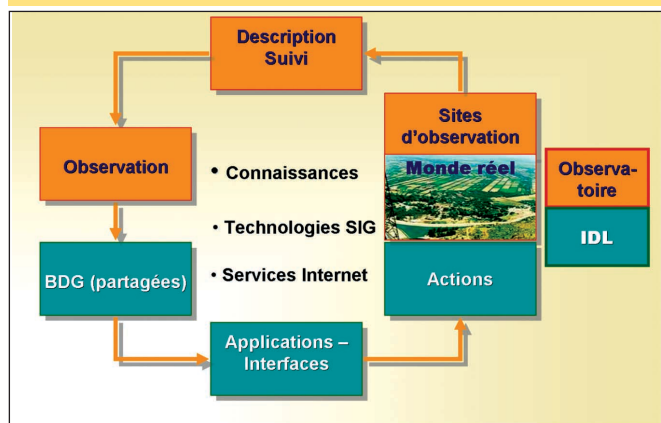 Description
Suivi
Sites
d'observation
Observation
• Connaissances
Monde réel
Observa-
toire
• Technologies SIG
IDL
BDG (partagées)
• Services Internet
Actions
Applications –
Interfaces